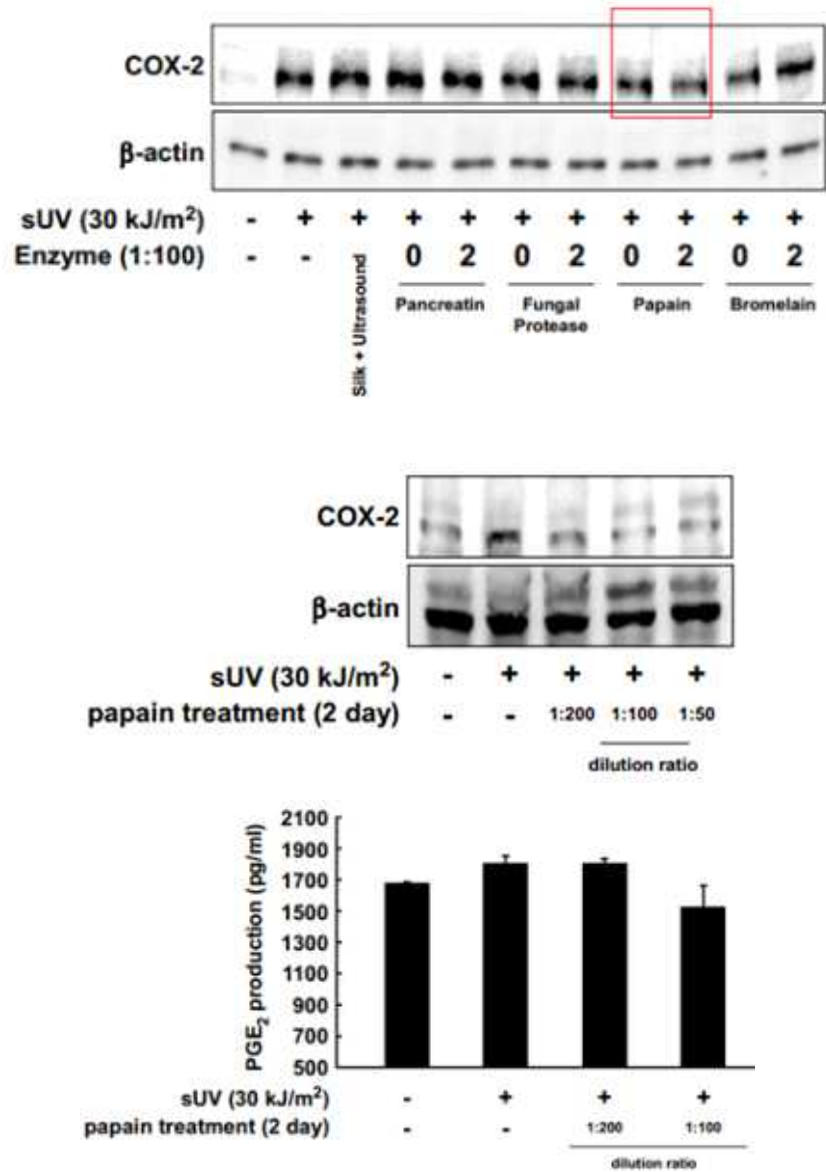 COX-2
β-actin
sUV (30 kJ/m²) - + + + + + + + + + +
Enzyme (1:100) - - Silk + Ultrasound 0 2 0 2 0 2 0 2
Pancreatin Fungal Protease Papain Bromelain
COX-2
β-actin
sUV (30 kJ/m²) - + + + +
papain treatment (2 day) - - 1:200 1:100 1:50
dilution ratio
PGE₂ production (pg/ml)
2100
1900
1700
1500
1300
1100
900
700
500
sUV (30 kJ/m²) - + + +
papain treatment (2 day) - - 1:200 1:100
dilution ratio